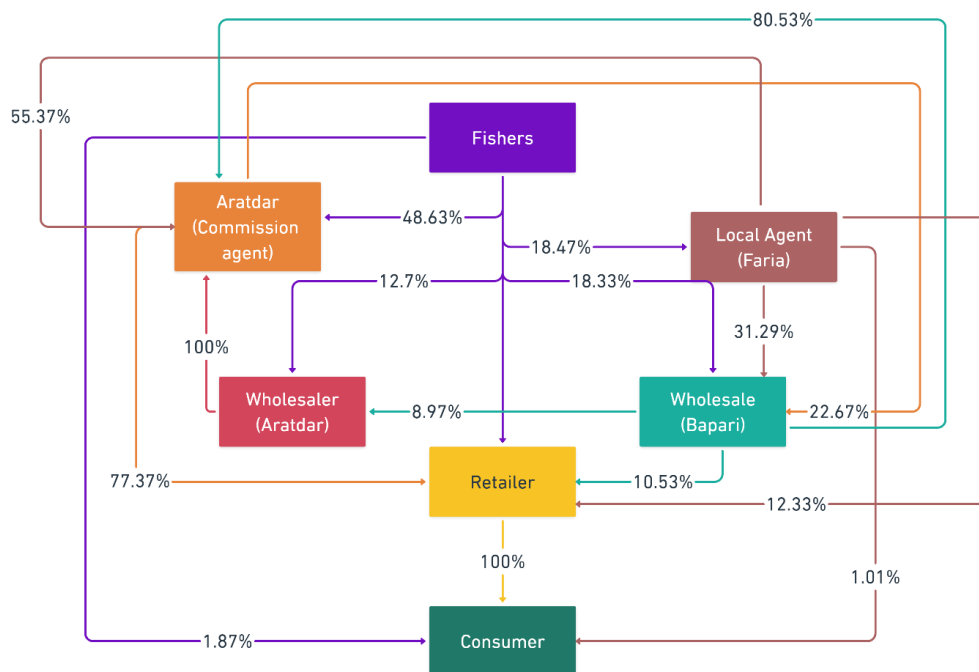 80.53%
55.37%
Fishers
Aratdar
(Commission
agent)
48.63%
18.47%
Local Agent
(Faria)
12.7%
18.33%
100%
31.29%
Wholesaler
(Aratdar)
8.97%
Wholesale
(Bapari)
22.67%
77.37%
Retailer
10.53%
12.33%
100%
1.01%
1.87%
Consumer